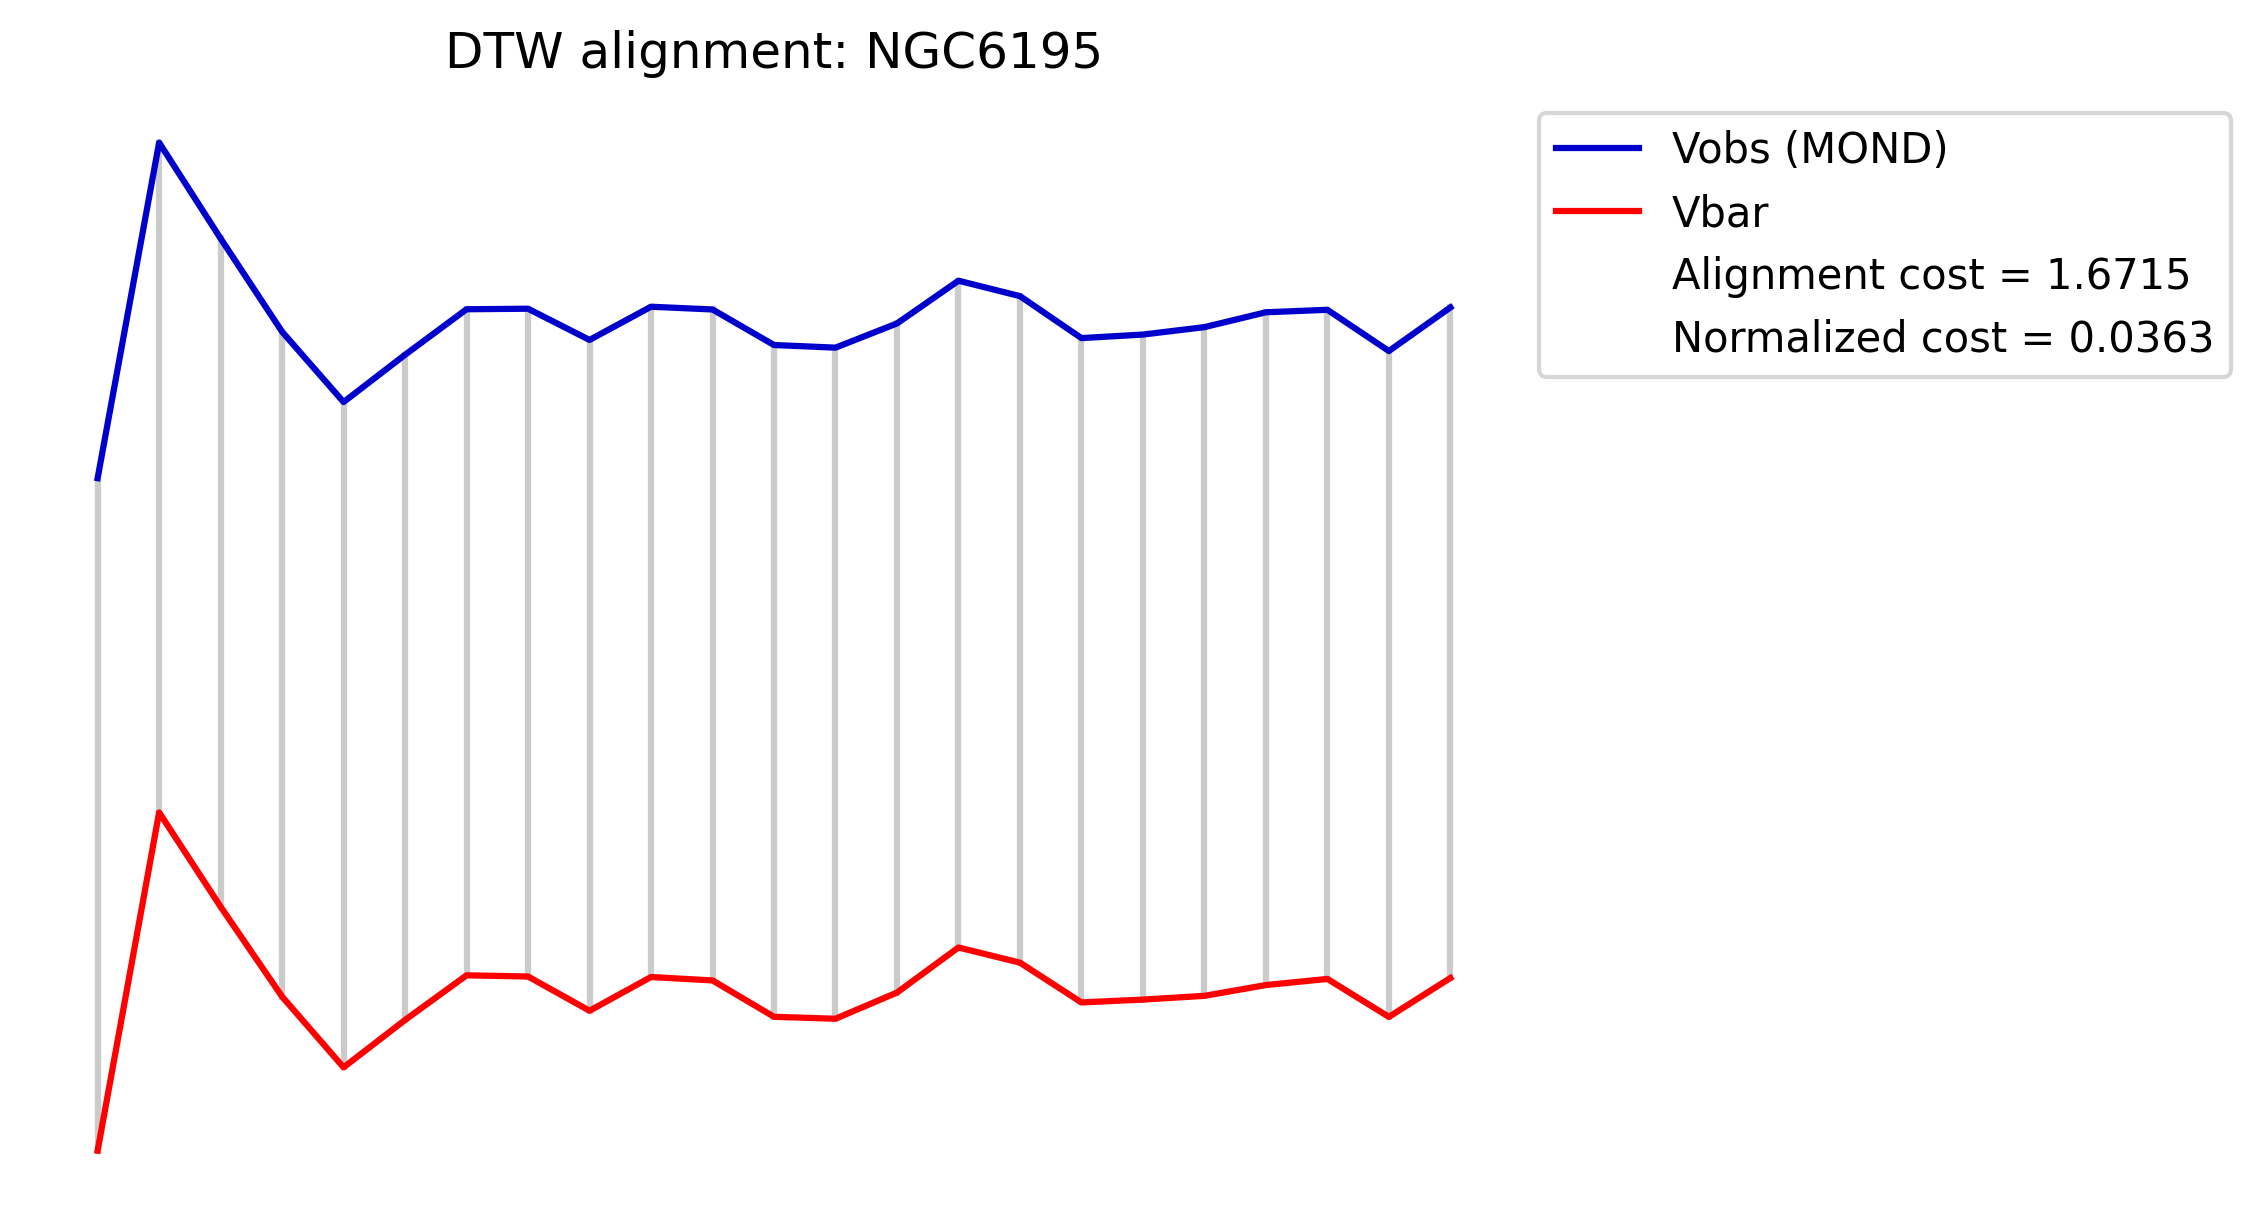 DTW alignment: NGC6195
Vobs (MOND)
Vbar
Alignment cost = 1.6715
Normalized cost = 0.0363